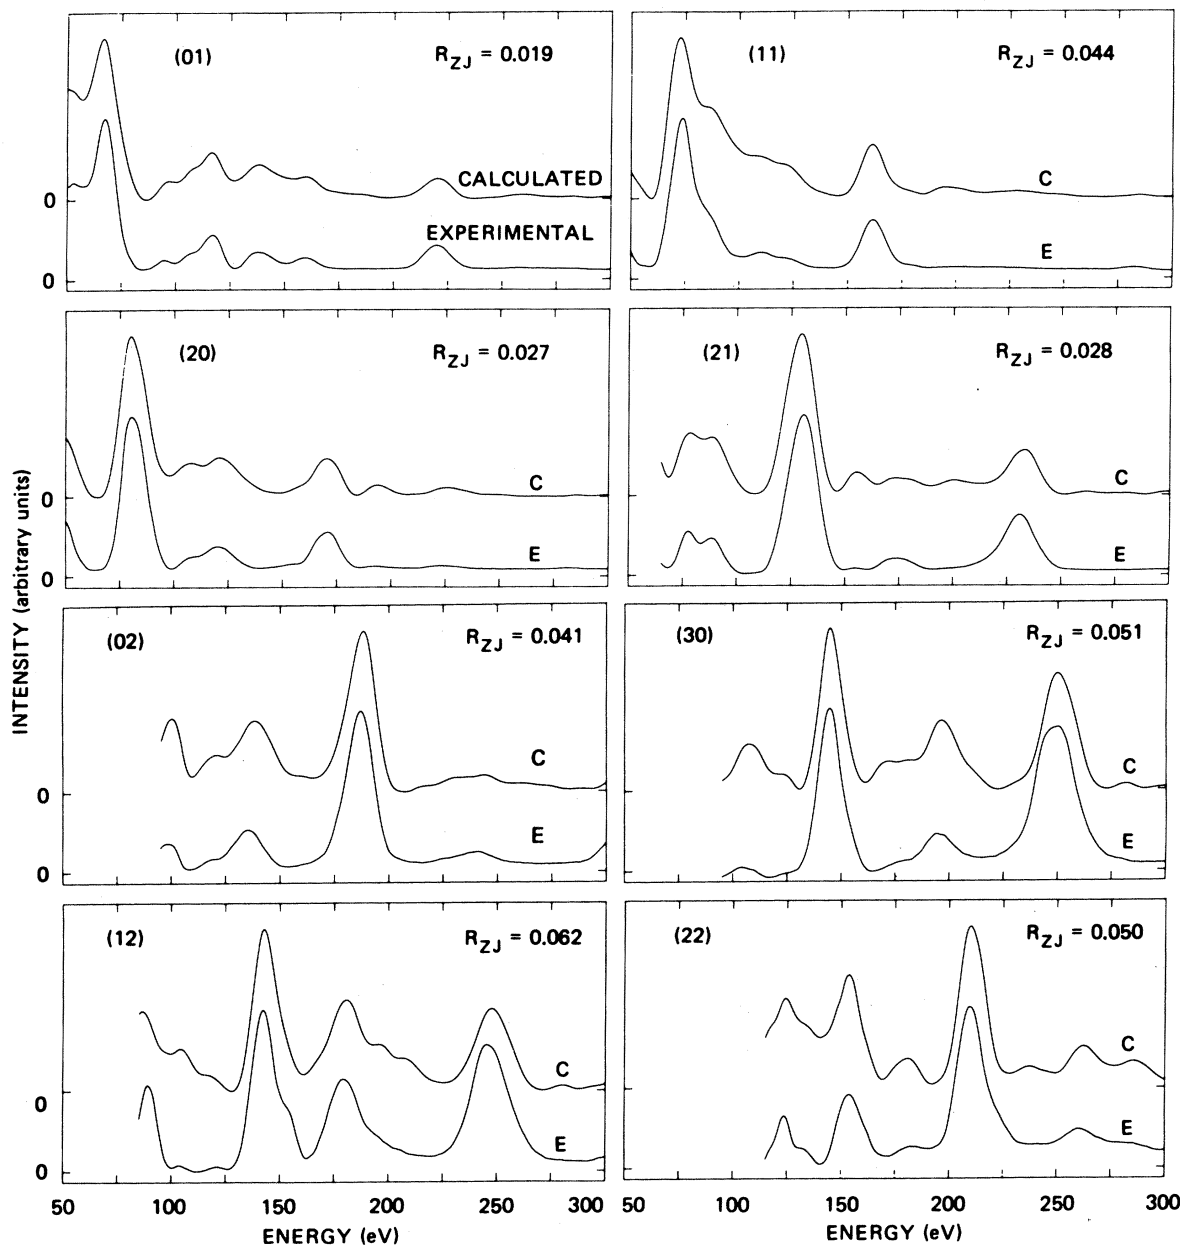 (01) R_ZJ = 0.019
CALCULATED
0
EXPERIMENTAL
0
(11) R_ZJ = 0.044
C
E
(20) R_ZJ = 0.027
C
0
E
0
(21) R_ZJ = 0.028
C
E
INTENSITY (arbitrary units)
(02) R_ZJ = 0.041
C
0
E
0
(30) R_ZJ = 0.051
C
E
(12) R_ZJ = 0.062
C
0
E
0
50 100 150 200 250
ENERGY (eV)
(22) R_ZJ = 0.050
C
E
50 100 150 200 250 300
ENERGY (eV)